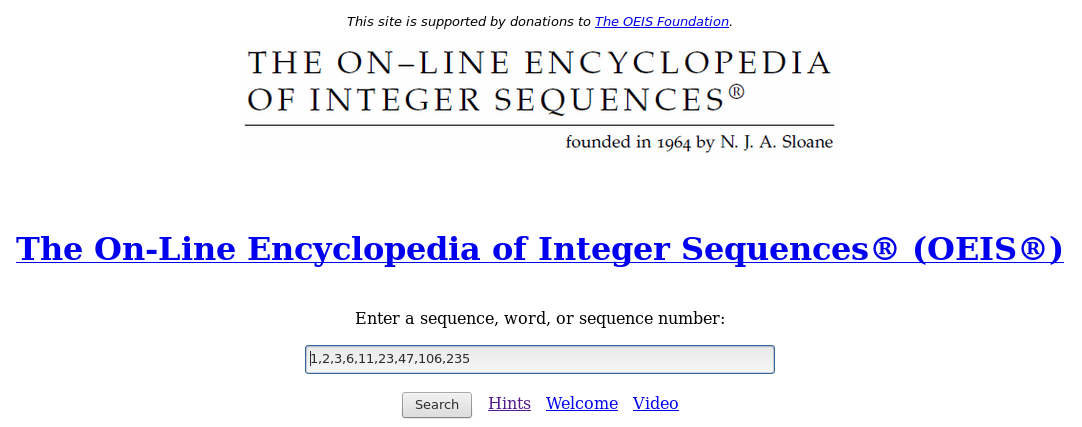 This site is supported by donations to The OEIS Foundation.
THE ON–LINE ENCYCLOPEDIA
OF INTEGER SEQUENCES®
founded in 1964 by N. J. A. Sloane
The On-Line Encyclopedia of Integer Sequences® (OEIS®)
Enter a sequence, word, or sequence number:
1,2,3,6,11,23,47,106,235
Search Hints Welcome Video